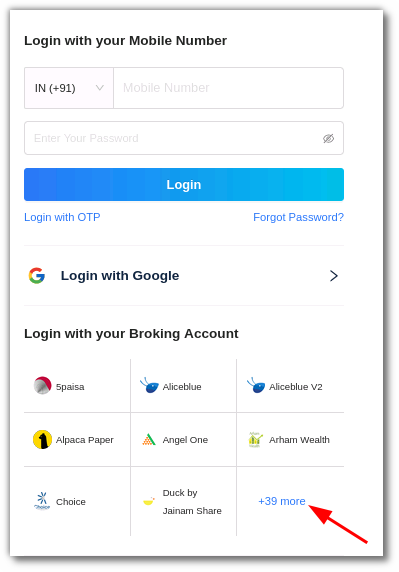 Login with your Mobile Number
IN (+91)
Mobile Number
Enter Your Password
Login
Login with OTP
Forgot Password?
Login with Google
Login with your Broking Account
5paisa
Aliceblue
Aliceblue V2
Alpaca Paper
Angel One
Arham Wealth
Choice
Choice
Duck by
Jainam Share
+39 more